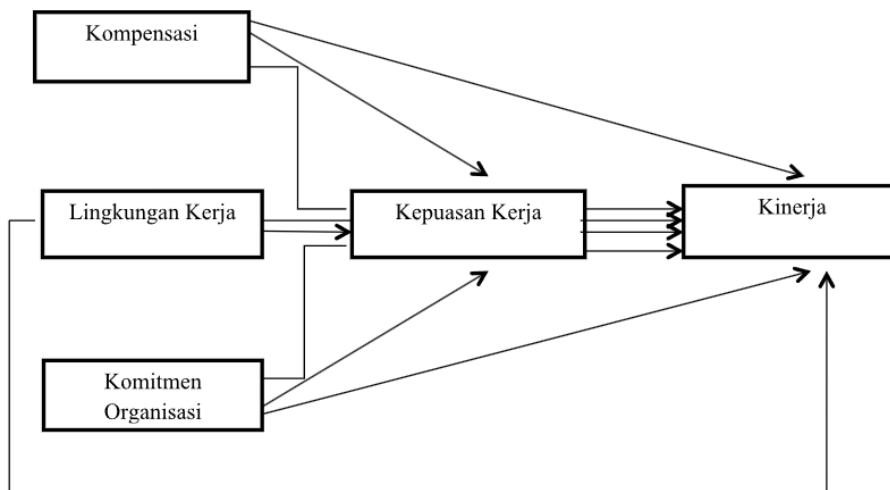 Kompensasi
Lingkungan Kerja
Kepuasan Kerja
Kinerja
Komitmen
Organisasi